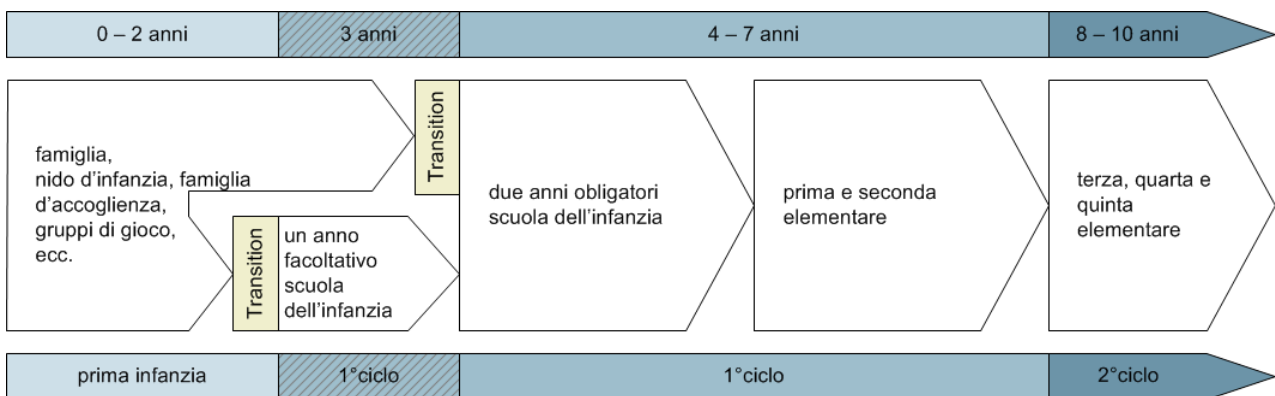 0 – 2 anni
3 anni
4 – 7 anni
8 – 10 anni
famiglia,
nido d'infanzia, famiglia
d'accoglienza,
gruppi di gioco,
ecc.
Transition
Transition
un anno
facoltativo
scuola
dell'infanzia
due anni obligatori
scuola dell'infanzia
prima e seconda
elementare
terza, quarta e
quinta
elementare
prima infanzia
1°ciclo
1°ciclo
2°ciclo